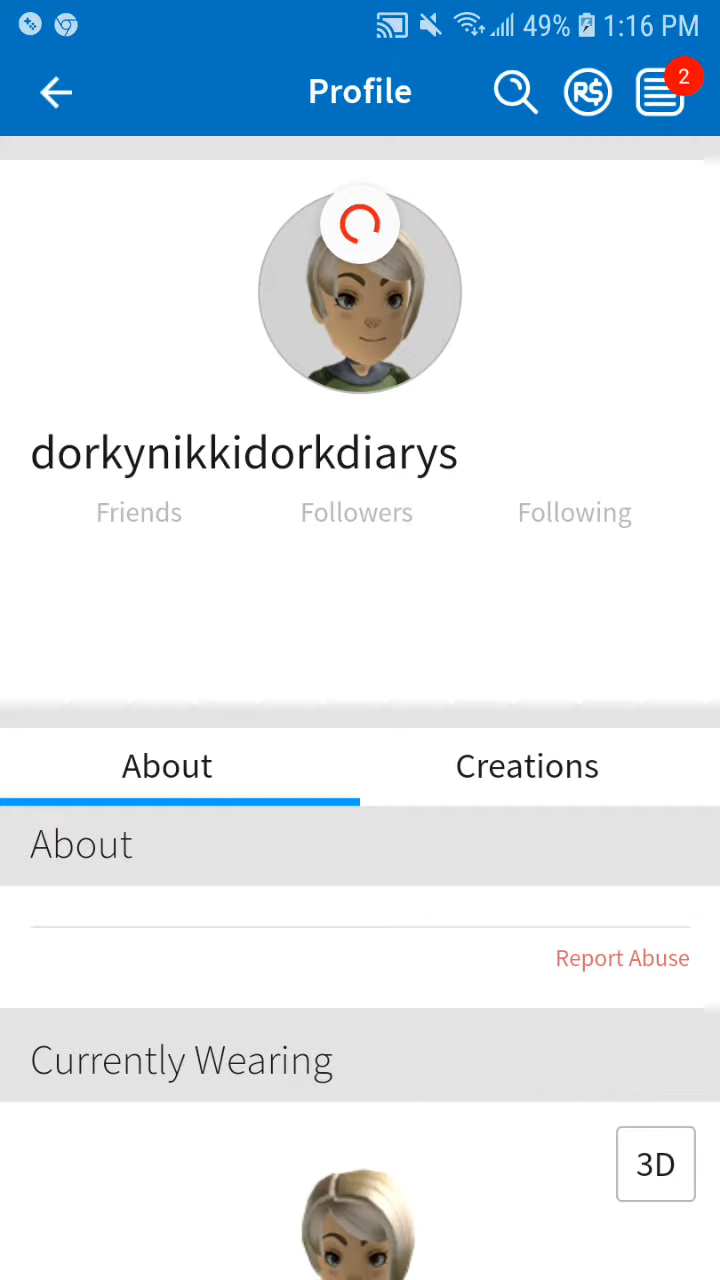 49% 1:16 PM
Profile
R$
2
dorkynikkidorkdiarys
Friends Followers Following
About Creations
About
Report Abuse
Currently Wearing
3D